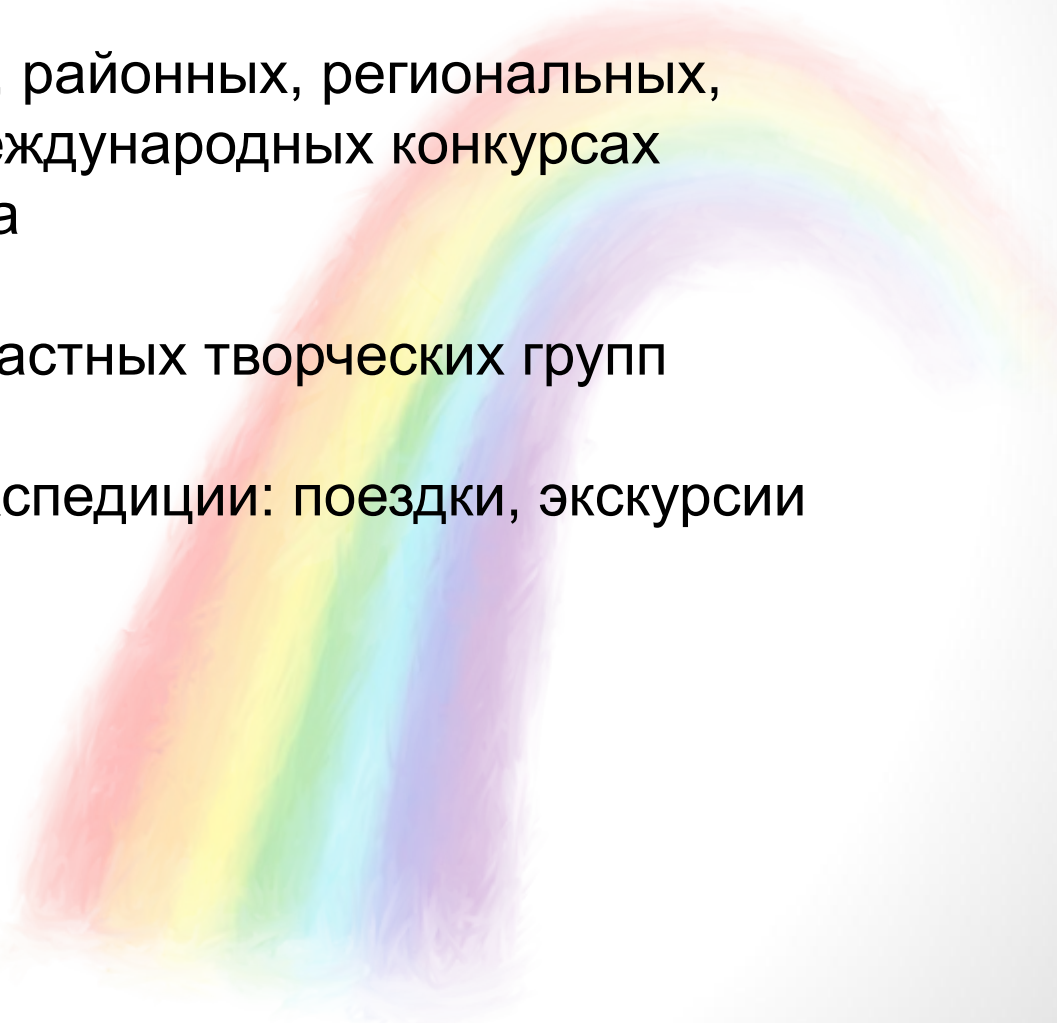 районных, региональных,
еждународных конкурсах
а
астных творческих групп
спедиции: поездки, экскурсии